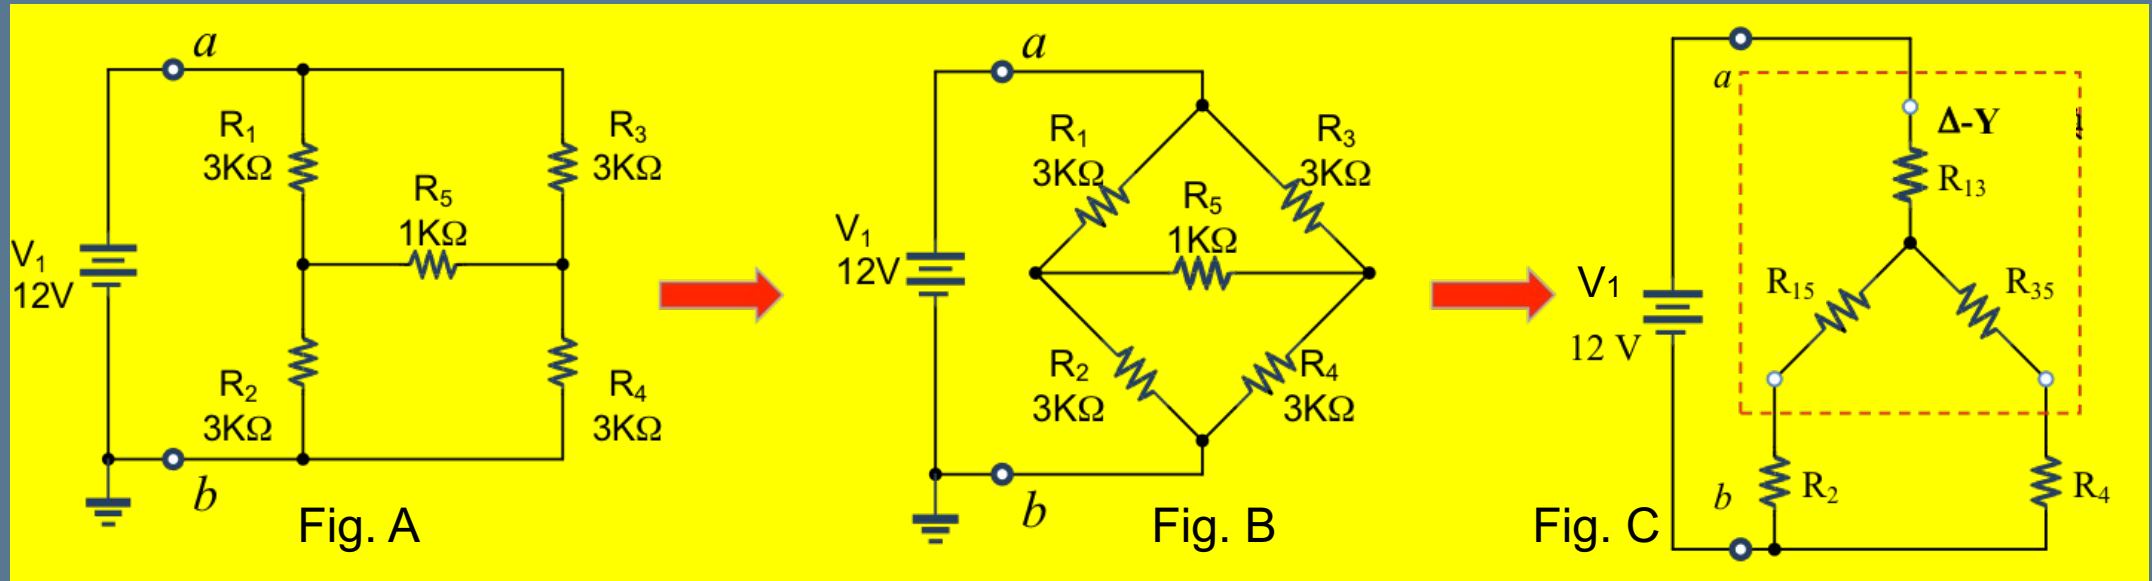 a
R₁
3KΩ
R₃
3KΩ
R₅
1KΩ
V₁
12V
R₂
3KΩ
R₄
3KΩ
b
Fig. A
a
R₁
3KΩ
R₃
3KΩ
R₅
1KΩ
V₁
12V
R₂
3KΩ
R₄
3KΩ
b
Fig. B
a
Δ-Y
R₁₃
R₁₅
R₃₅
V₁
12 V
R₂
R₄
b
Fig. C